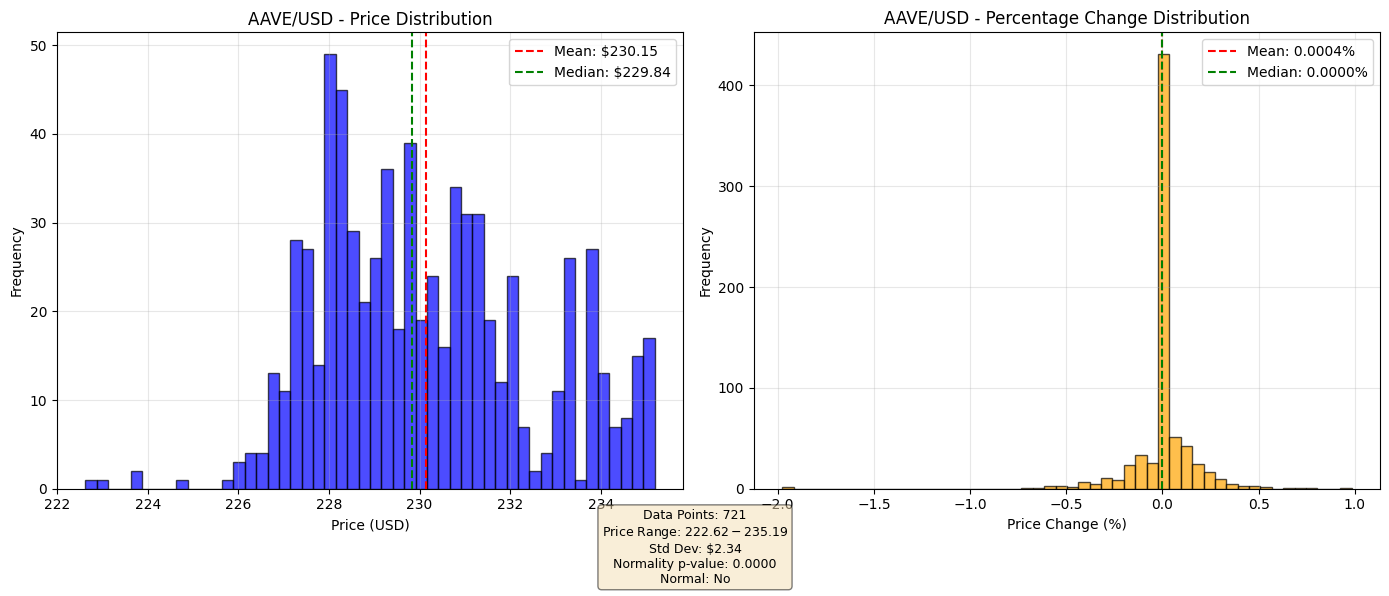 AAVE/USD - Price Distribution
Mean: $230.15
Median: $229.84
Frequency
50
40
30
20
10
0
222
224
226
228
230
232
234
Price (USD)
AAVE/USD - Percentage Change Distribution
Mean: 0.0004%
Median: 0.0000%
Frequency
400
300
200
100
0
−2.0
−1.5
−1.0
−0.5
0.0
0.5
1.0
Price Change (%)
Data Points: 721
Price Range: 222.62 − 235.19
Std Dev: $2.34
Normality p-value: 0.0000
Normal: No